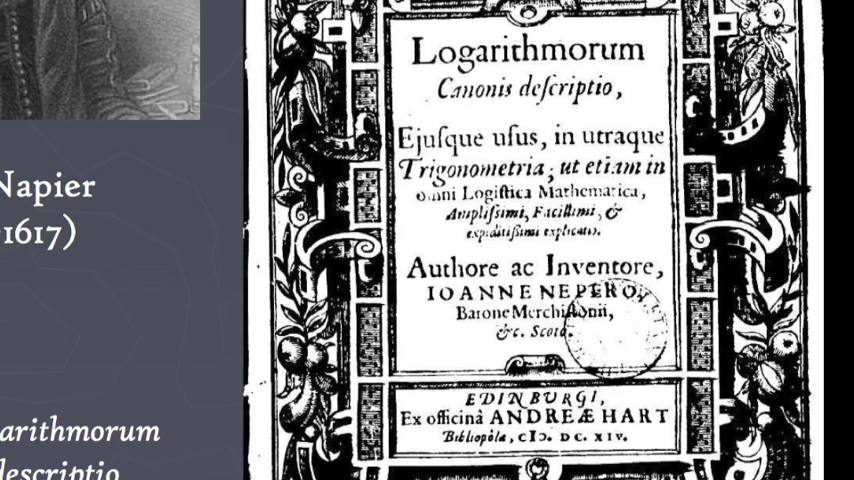 Napier
1617)
arithmorum
descriptio
Logarithmorum
Canonis deſcriptio,
Ejuſque uſus, in utraque
Trigonometria; ut etiam in
omni Logiſtica Mathematica,
Ampliſsimi, Facillimi, &
expeditiſsimi explicatio.
Authore ac Inventore,
IOANNE NEPERO,
Barone Merchiſtonii,
&c. Scoto.
EDINBURGI,
Ex officinâ ANDREÆ HART
Bibliopôlæ, CIↃ. DC. XIV.